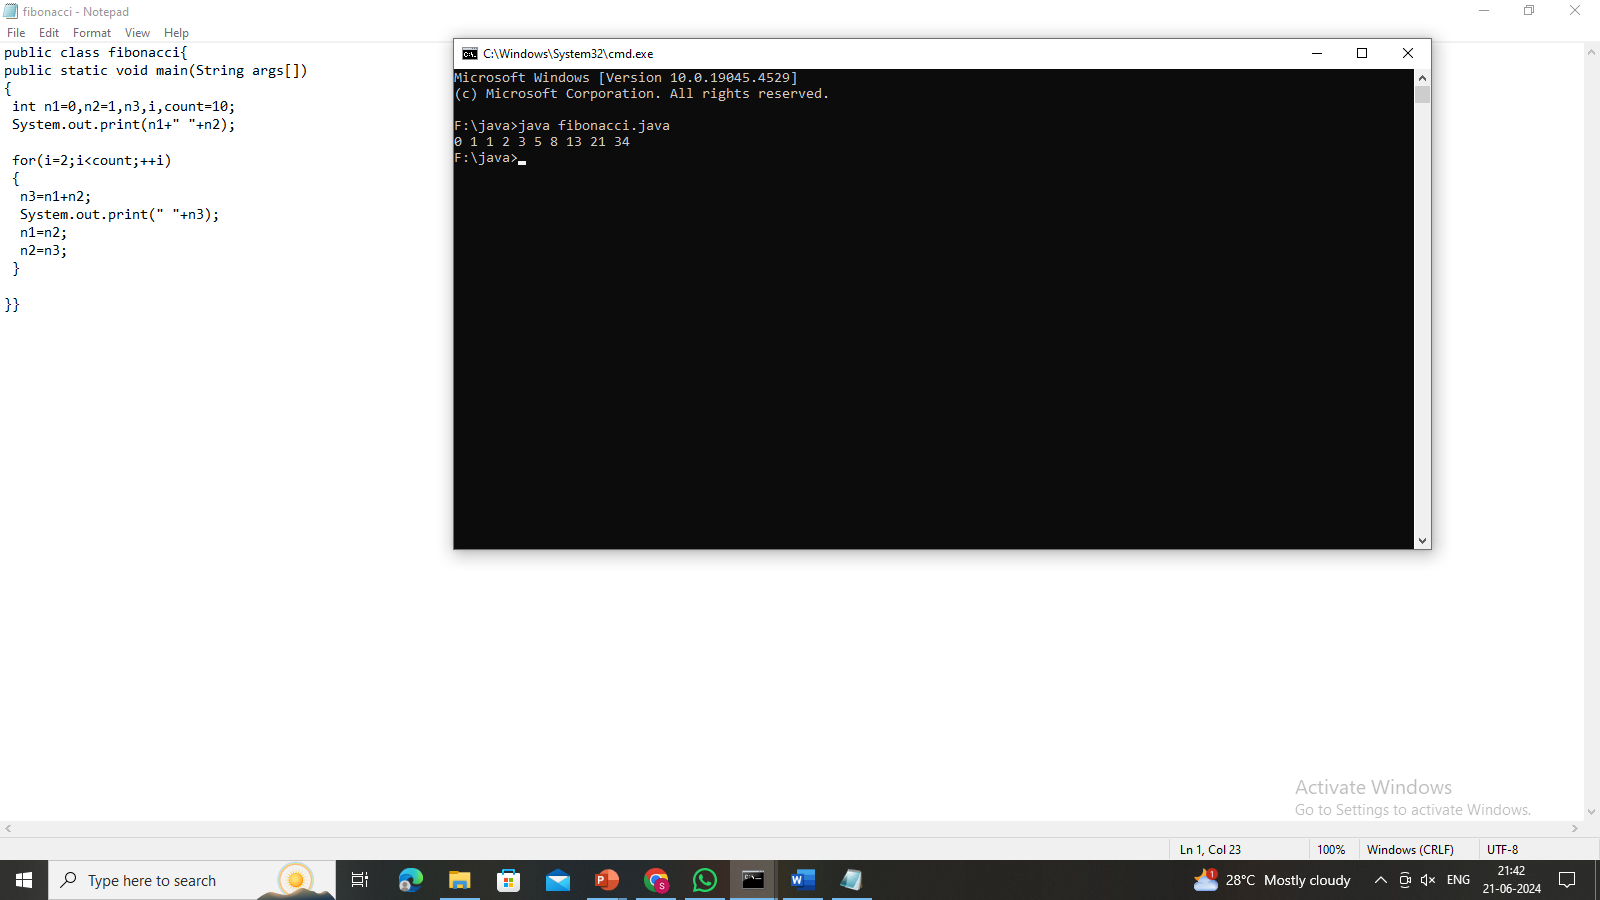 fibonacci - Notepad
File Edit Format View Help
public class fibonacci{
public static void main(String args[])
{
 int n1=0,n2=1,n3,i,count=10;
 System.out.print(n1+" "+n2);
 for(i=2;i<count;++i)
 {
  n3=n1+n2;
  System.out.print(" "+n3);
  n1=n2;
  n2=n3;
 }
}}
C:\Windows\System32\cmd.exe
Microsoft Windows [Version 10.0.19045.4529]
(c) Microsoft Corporation. All rights reserved.
F:\java>java fibonacci.java
0 1 1 2 3 5 8 13 21 34
F:\java>
Activate Windows
Go to Settings to activate Windows.
Ln 1, Col 23 100% Windows (CRLF) UTF-8
Type here to search
1
28°C Mostly cloudy
ENG
21:42
21-06-2024